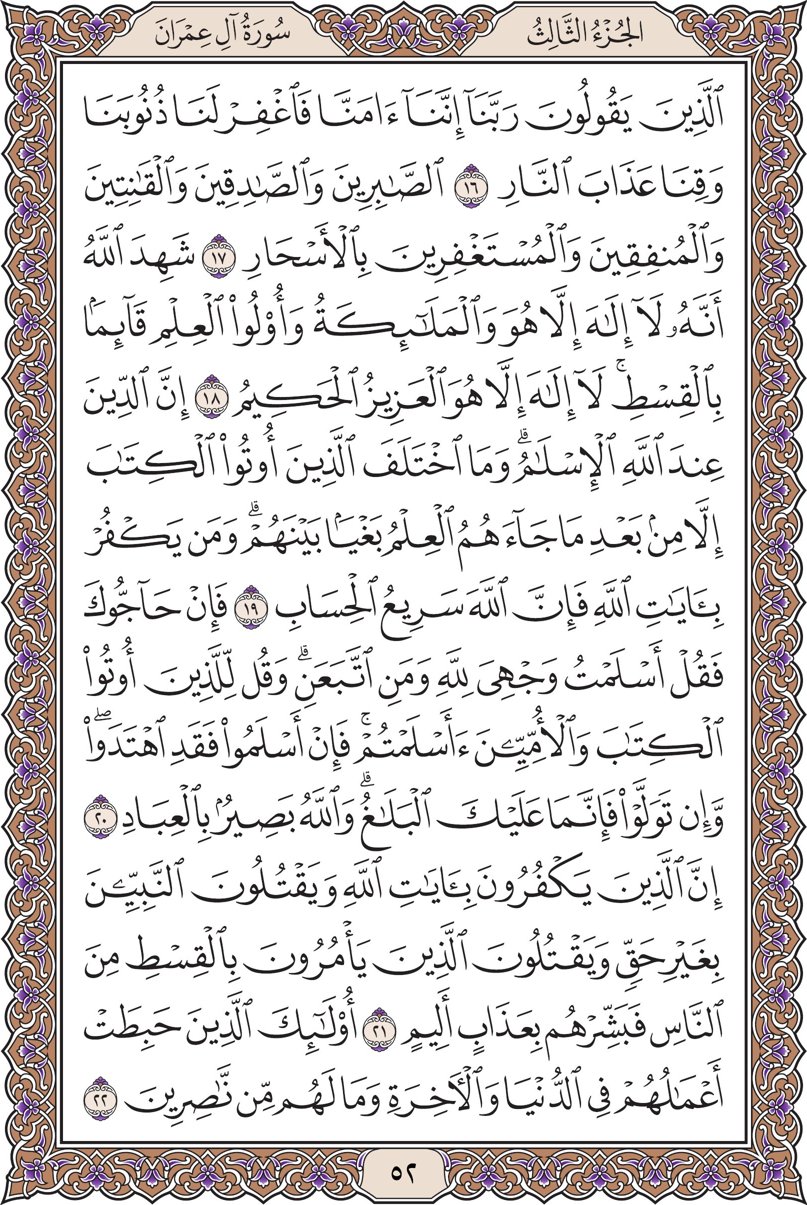 الجُزْءُ الثَّالِثُ
سُورَةُ آلِ عِمْرَانَ
ٱلَّذِينَ يَقُولُونَ رَبَّنَآ إِنَّنَآ ءَامَنَّا فَٱغْفِرْ لَنَا ذُنُوبَنَا
وَقِنَا عَذَابَ ٱلنَّارِ ١٦ ٱلصَّٰبِرِينَ وَٱلصَّٰدِقِينَ وَٱلْقَٰنِتِينَ
وَٱلْمُنفِقِينَ وَٱلْمُسْتَغْفِرِينَ بِٱلْأَسْحَارِ ١٧ شَهِدَ ٱللَّهُ
أَنَّهُۥ لَآ إِلَٰهَ إِلَّا هُوَ وَٱلْمَلَٰٓئِكَةُ وَأُو۟لُوا۟ ٱلْعِلْمِ قَآئِمَۢا
بِٱلْقِسْطِۚ لَآ إِلَٰهَ إِلَّا هُوَ ٱلْعَزِيزُ ٱلْحَكِيمُ ١٨ إِنَّ ٱلدِّينَ
عِندَ ٱللَّهِ ٱلْإِسْلَٰمُۗ وَمَا ٱخْتَلَفَ ٱلَّذِينَ أُوتُوا۟ ٱلْكِتَٰبَ
إِلَّا مِنۢ بَعْدِ مَا جَآءَهُمُ ٱلْعِلْمُ بَغْيَۢا بَيْنَهُمْۗ وَمَن يَكْفُرْ
بِـَٔايَٰتِ ٱللَّهِ فَإِنَّ ٱللَّهَ سَرِيعُ ٱلْحِسَابِ ١٩ فَإِنْ حَآجُّوكَ
فَقُلْ أَسْلَمْتُ وَجْهِىَ لِلَّهِ وَمَنِ ٱتَّبَعَنِۗ وَقُل لِّلَّذِينَ أُوتُوا۟
ٱلْكِتَٰبَ وَٱلْأُمِّيِّـۧنَ ءَأَسْلَمْتُمْۚ فَإِنْ أَسْلَمُوا۟ فَقَدِ ٱهْتَدَوا۟ۖ
وَّإِن تَوَلَّوْا۟ فَإِنَّمَا عَلَيْكَ ٱلْبَلَٰغُۗ وَٱللَّهُ بَصِيرٌۢ بِٱلْعِبَادِ ٢٠
إِنَّ ٱلَّذِينَ يَكْفُرُونَ بِـَٔايَٰتِ ٱللَّهِ وَيَقْتُلُونَ ٱلنَّبِيِّـۧنَ
بِغَيْرِ حَقٍّ وَيَقْتُلُونَ ٱلَّذِينَ يَأْمُرُونَ بِٱلْقِسْطِ مِنَ
ٱلنَّاسِ فَبَشِّرْهُم بِعَذَابٍ أَلِيمٍ ٢١ أُو۟لَٰٓئِكَ ٱلَّذِينَ حَبِطَتْ
أَعْمَٰلُهُمْ فِى ٱلدُّنْيَا وَٱلْـَٔاخِرَةِ وَمَا لَهُم مِّن نَّٰصِرِينَ ٢٢
٥٢